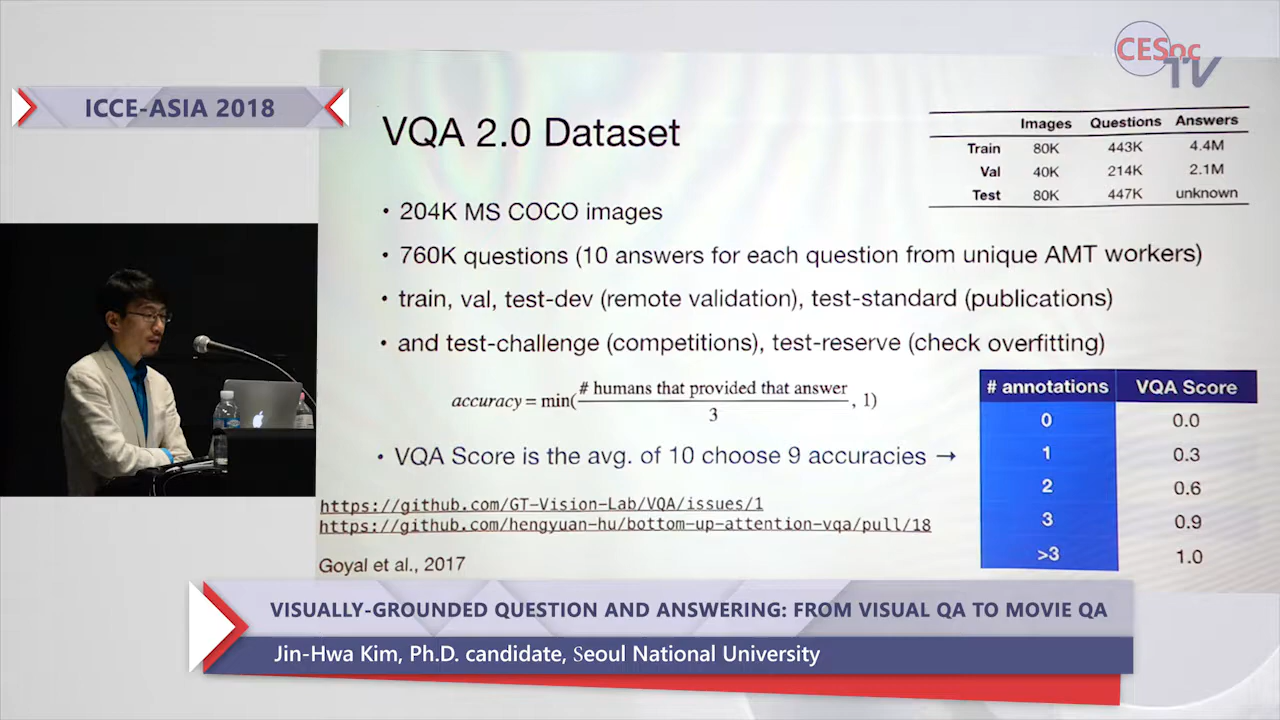 CESoc TV
ICCE-ASIA 2018
VQA 2.0 Dataset
Images Questions Answers
Train 80K 443K 4.4M
Val 40K 214K 2.1M
Test 80K 447K unknown
• 204K MS COCO images
• 760K questions (10 answers for each question from unique AMT workers)
• train, val, test-dev (remote validation), test-standard (publications)
• and test-challenge (competitions), test-reserve (check overfitting)
accuracy = min(# humans that provided that answer / 3, 1)
• VQA Score is the avg. of 10 choose 9 accuracies →
# annotations VQA Score
0 0.0
1 0.3
2 0.6
3 0.9
>3 1.0
https://github.com/GT-Vision-Lab/VQA/issues/1
https://github.com/hengyuan-hu/bottom-up-attention-vqa/pull/18
Goyal et al., 2017
VISUALLY-GROUNDED QUESTION AND ANSWERING: FROM VISUAL QA TO MOVIE QA
Jin-Hwa Kim, Ph.D. candidate, Seoul National University